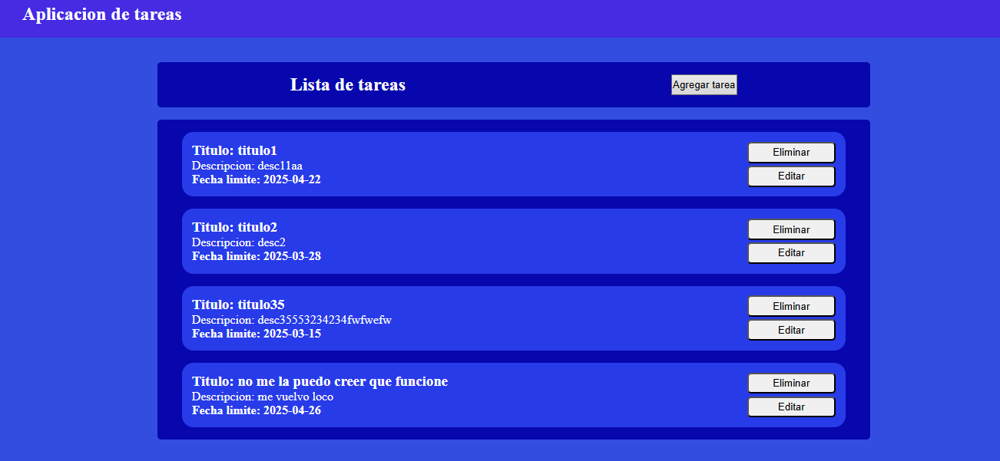 Aplicacion de tareas
Lista de tareas
Agregar tarea
Titulo: titulo1
Descripcion: desc11aa
Fecha limite: 2025-04-22
Eliminar
Editar
Titulo: titulo2
Descripcion: desc2
Fecha limite: 2025-03-28
Eliminar
Editar
Titulo: titulo35
Descripcion: desc35553234234fwfwefw
Fecha limite: 2025-03-15
Eliminar
Editar
Titulo: no me la puedo creer que funcione
Descripcion: me vuelvo loco
Fecha limite: 2025-04-26
Eliminar
Editar